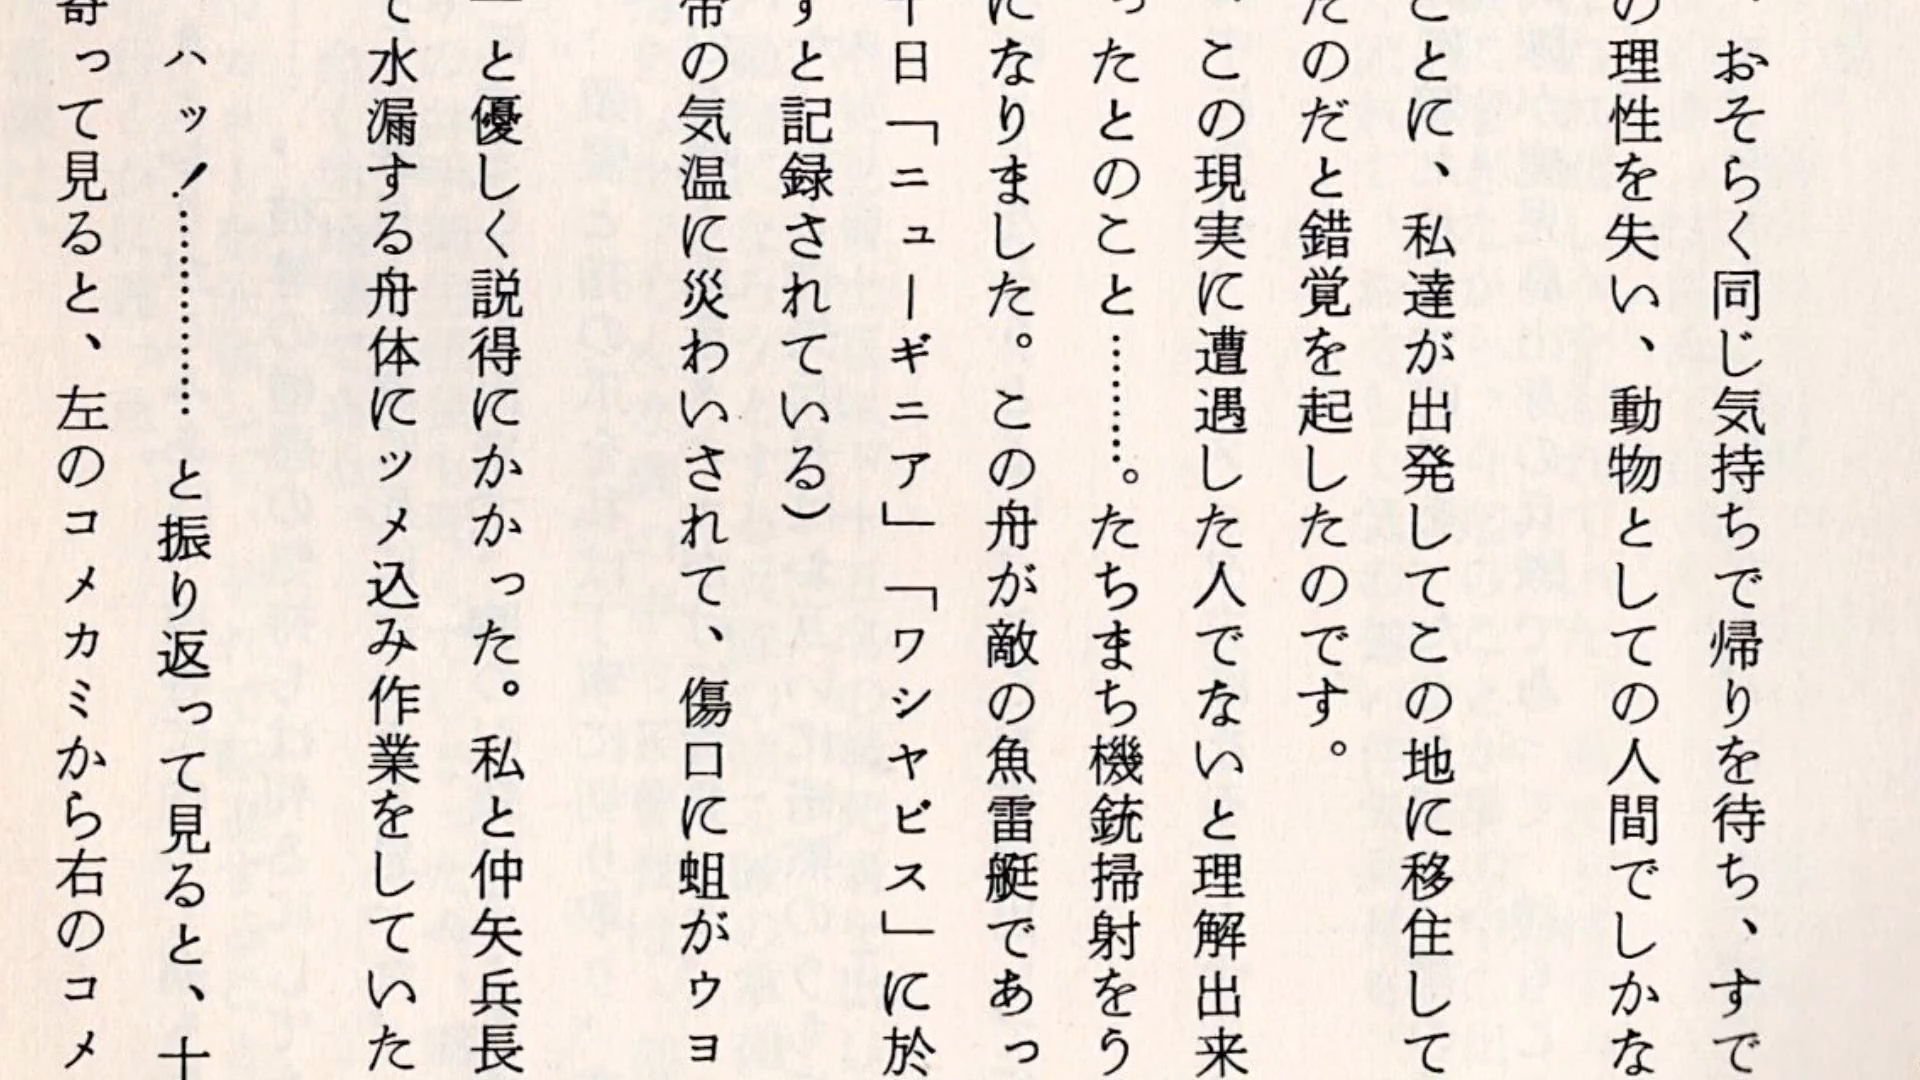 、おそらく同じ気持ちで帰りを待ち、すで
の理性を失い、動物としての人間でしかな
ことに、私達が出発してこの地に移住して
たのだと錯覚を起したのです。
、この現実に遭遇した人でないと理解出来
ったとのこと………。たちまち機銃掃射をう
になりました。この舟が敵の魚雷艇であっ
十日「ニューギニア」「ワシャビス」に於
すと記録されている)
帯の気温に災わいされて、傷口に蛆がウヨ
ーと優しく説得にかかった。私と仲矢兵長
て水漏する舟体にツメ込み作業をしていた
ハッ!…………… と振り返って見ると、十
寄って見ると、左のコメカミから右のコメ